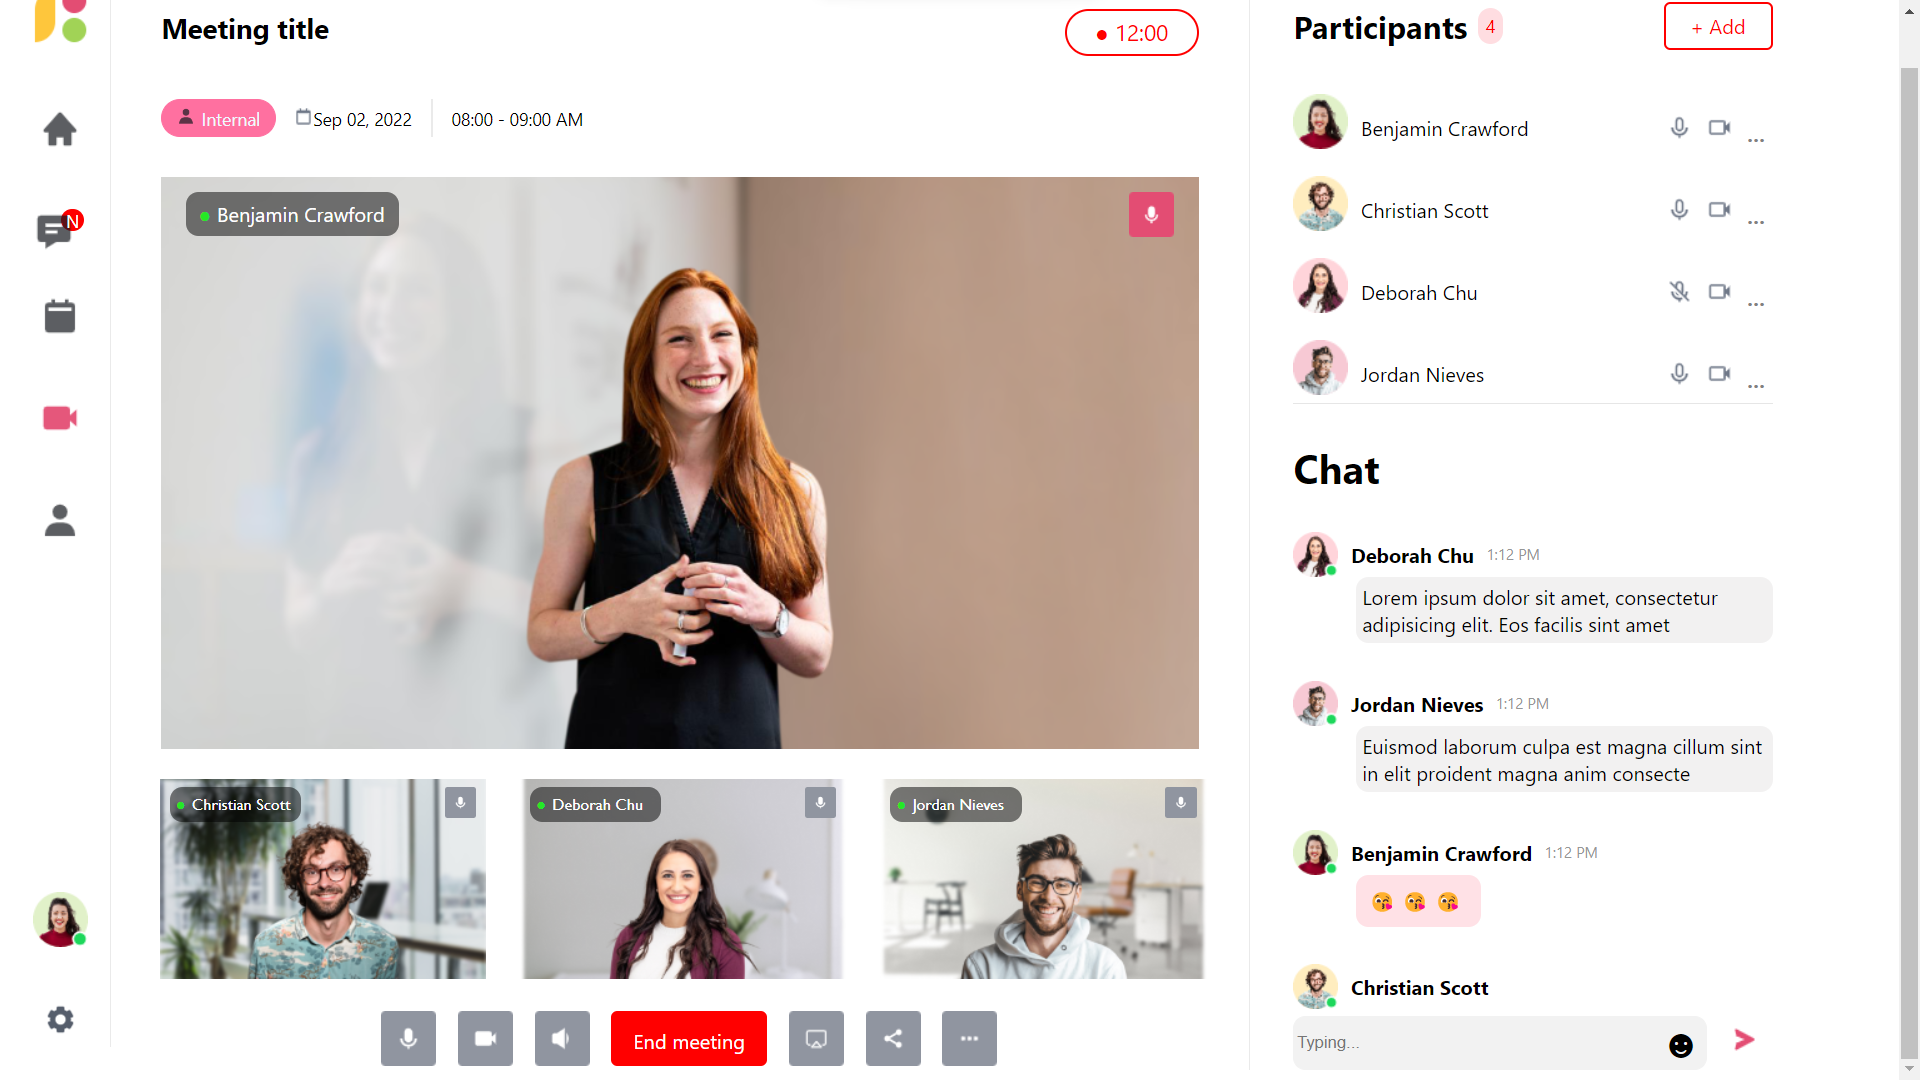 Meeting title
12:00
Internal
Sep 02, 2022
08:00 - 09:00 AM
Benjamin Crawford
Christian Scott
Deborah Chu
Jordan Nieves
End meeting
N
Participants 4
+ Add
Benjamin Crawford
...
Christian Scott
...
Deborah Chu
...
Jordan Nieves
...
Chat
Deborah Chu 1:12 PM
Lorem ipsum dolor sit amet, consectetur
adipisicing elit. Eos facilis sint amet
Jordan Nieves 1:12 PM
Euismod laborum culpa est magna cillum sint
in elit proident magna anim consecte
Benjamin Crawford 1:12 PM
😘 😘 😘
Christian Scott
Typing...